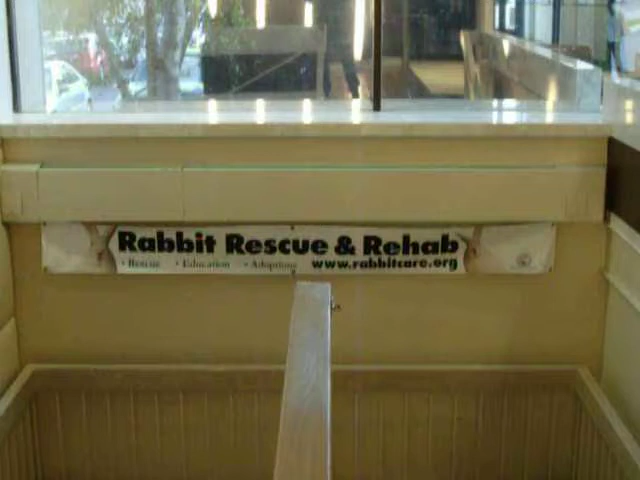 Rabbit Rescue & Rehab
• Rescue • Education • Adoptions www.rabbitcare.org